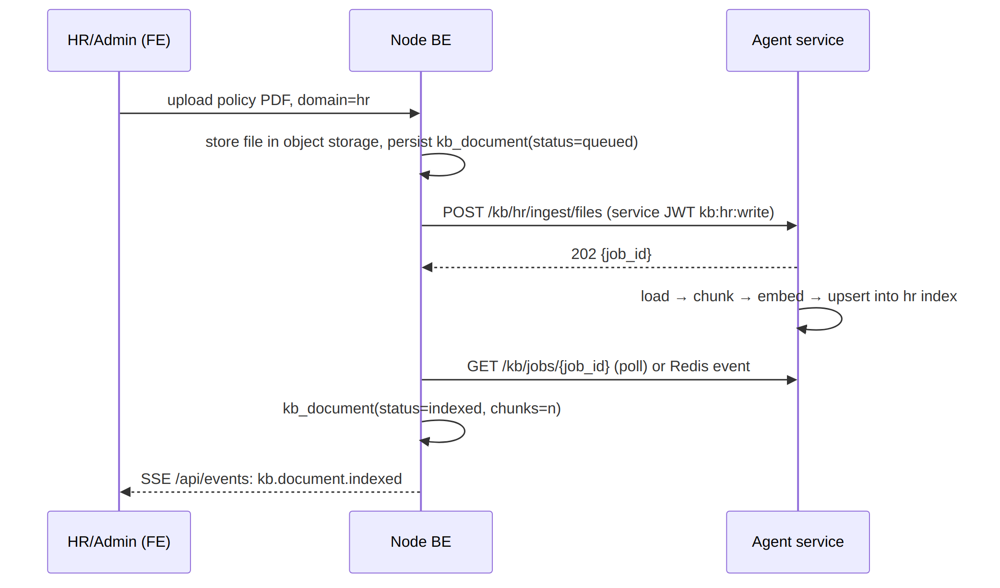 HR/Admin (FE)
Node BE
Agent service
upload policy PDF, domain=hr
store file in object storage, persist kb_document(status=queued)
POST /kb/hr/ingest/files (service JWT kb:hr:write)
202 {job_id}
load → chunk → embed → upsert into hr index
GET /kb/jobs/{job_id} (poll) or Redis event
kb_document(status=indexed, chunks=n)
SSE /api/events: kb.document.indexed
HR/Admin (FE)
Node BE
Agent service